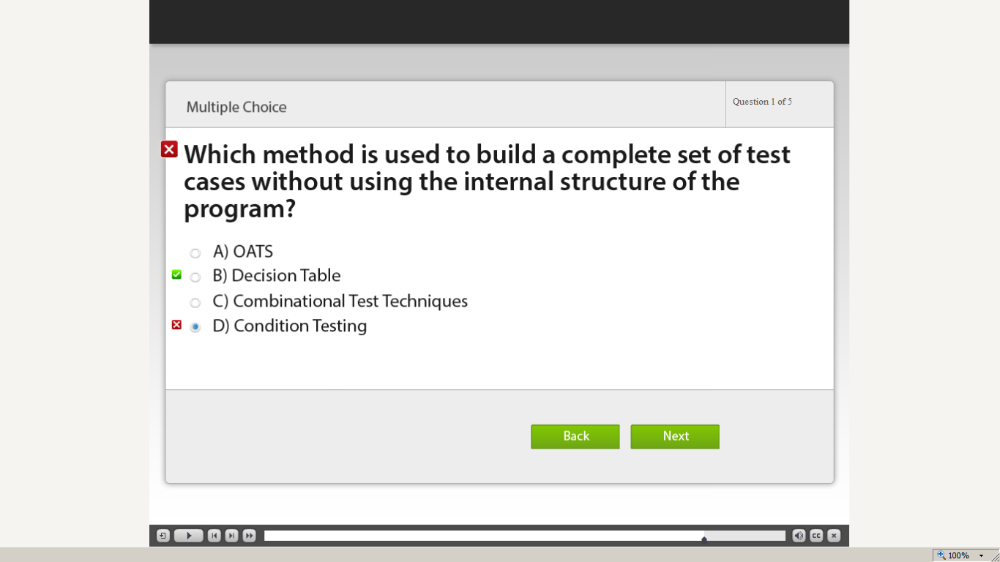 Multiple Choice
Question 1 of 5
Which method is used to build a complete set of test
cases without using the internal structure of the
program?
A) OATS
B) Decision Table
C) Combinational Test Techniques
D) Condition Testing
Back
Next
CC
100%